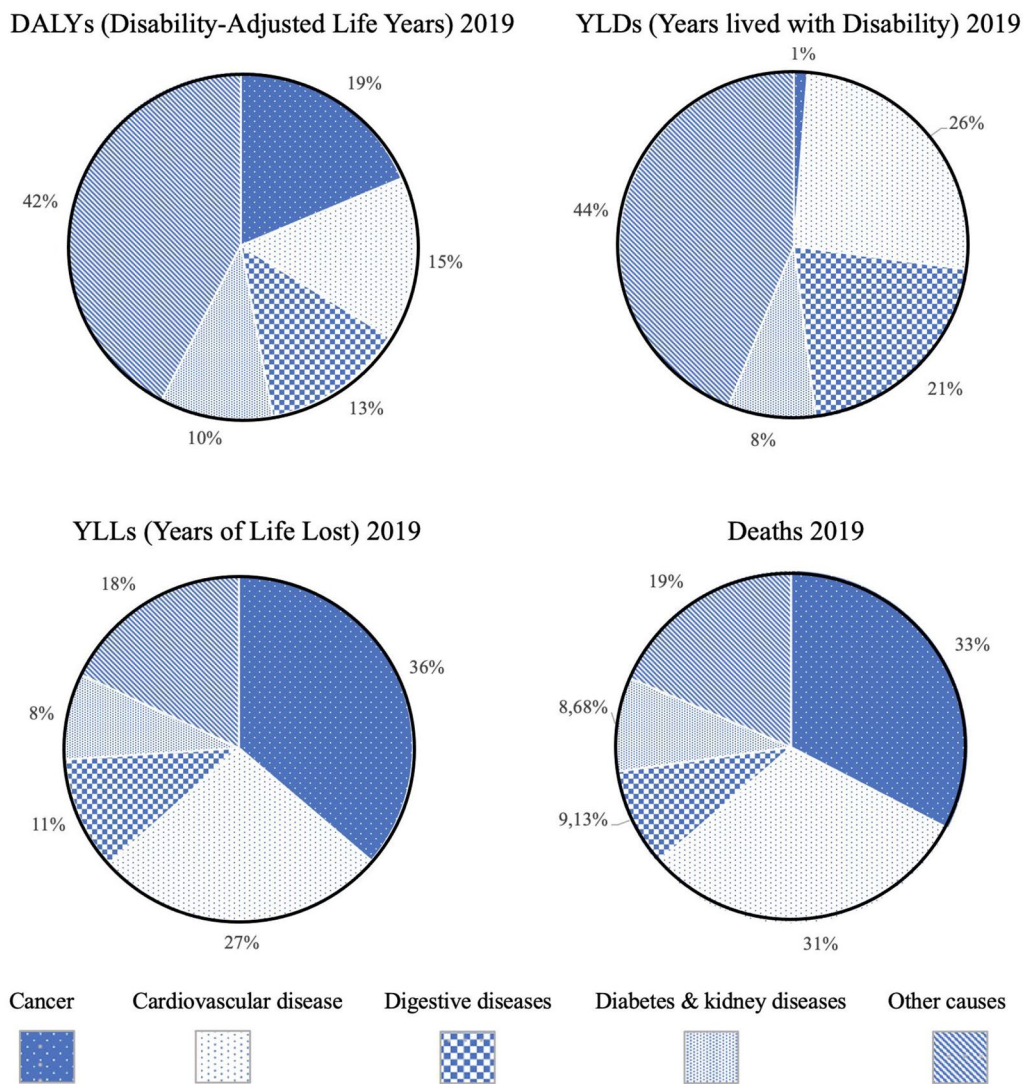 DALYs (Disability-Adjusted Life Years) 2019
19%
15%
13%
10%
42%
YLDs (Years lived with Disability) 2019
1%
26%
21%
8%
44%
YLLs (Years of Life Lost) 2019
36%
27%
11%
8%
18%
Deaths 2019
33%
31%
9,13%
8,68%
19%
Cancer
Cardiovascular disease
Digestive diseases
Diabetes & kidney diseases
Other causes